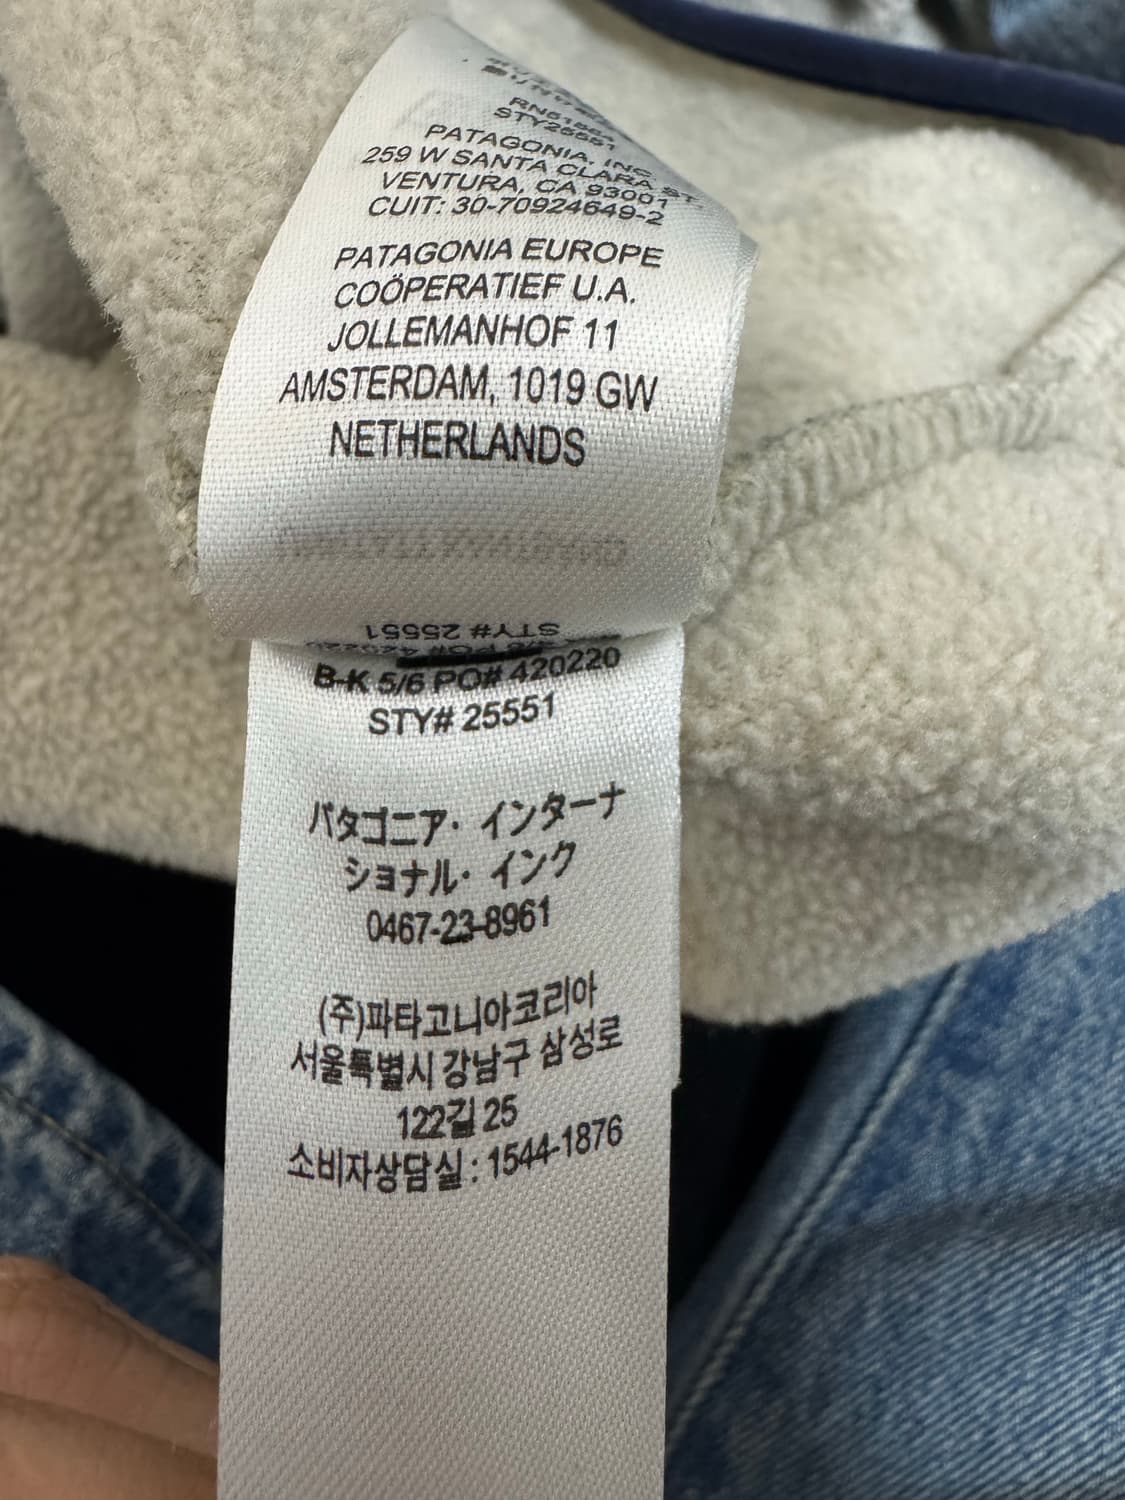 RN51884
STY25551
PATAGONIA, INC.
259 W SANTA CLARA ST.
VENTURA, CA 93001
CUIT: 30-70924649-2
PATAGONIA EUROPE
COÖPERATIEF U.A.
JOLLEMANHOF 11
AMSTERDAM, 1019 GW
NETHERLANDS
STY# 25551
B-K 5/6 PO# 420220
STY# 25551
パタゴニア・インターナ
ショナル・インク
0467-23-8961
(주)파타고니아코리아
서울특별시 강남구 삼성로
122길 25
소비자상담실 : 1544-1876